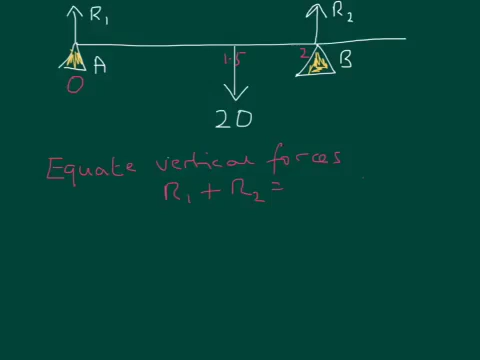 R1 R2
A 1.5 2 B
0
20
Equate vertical forces
R1 + R2 =